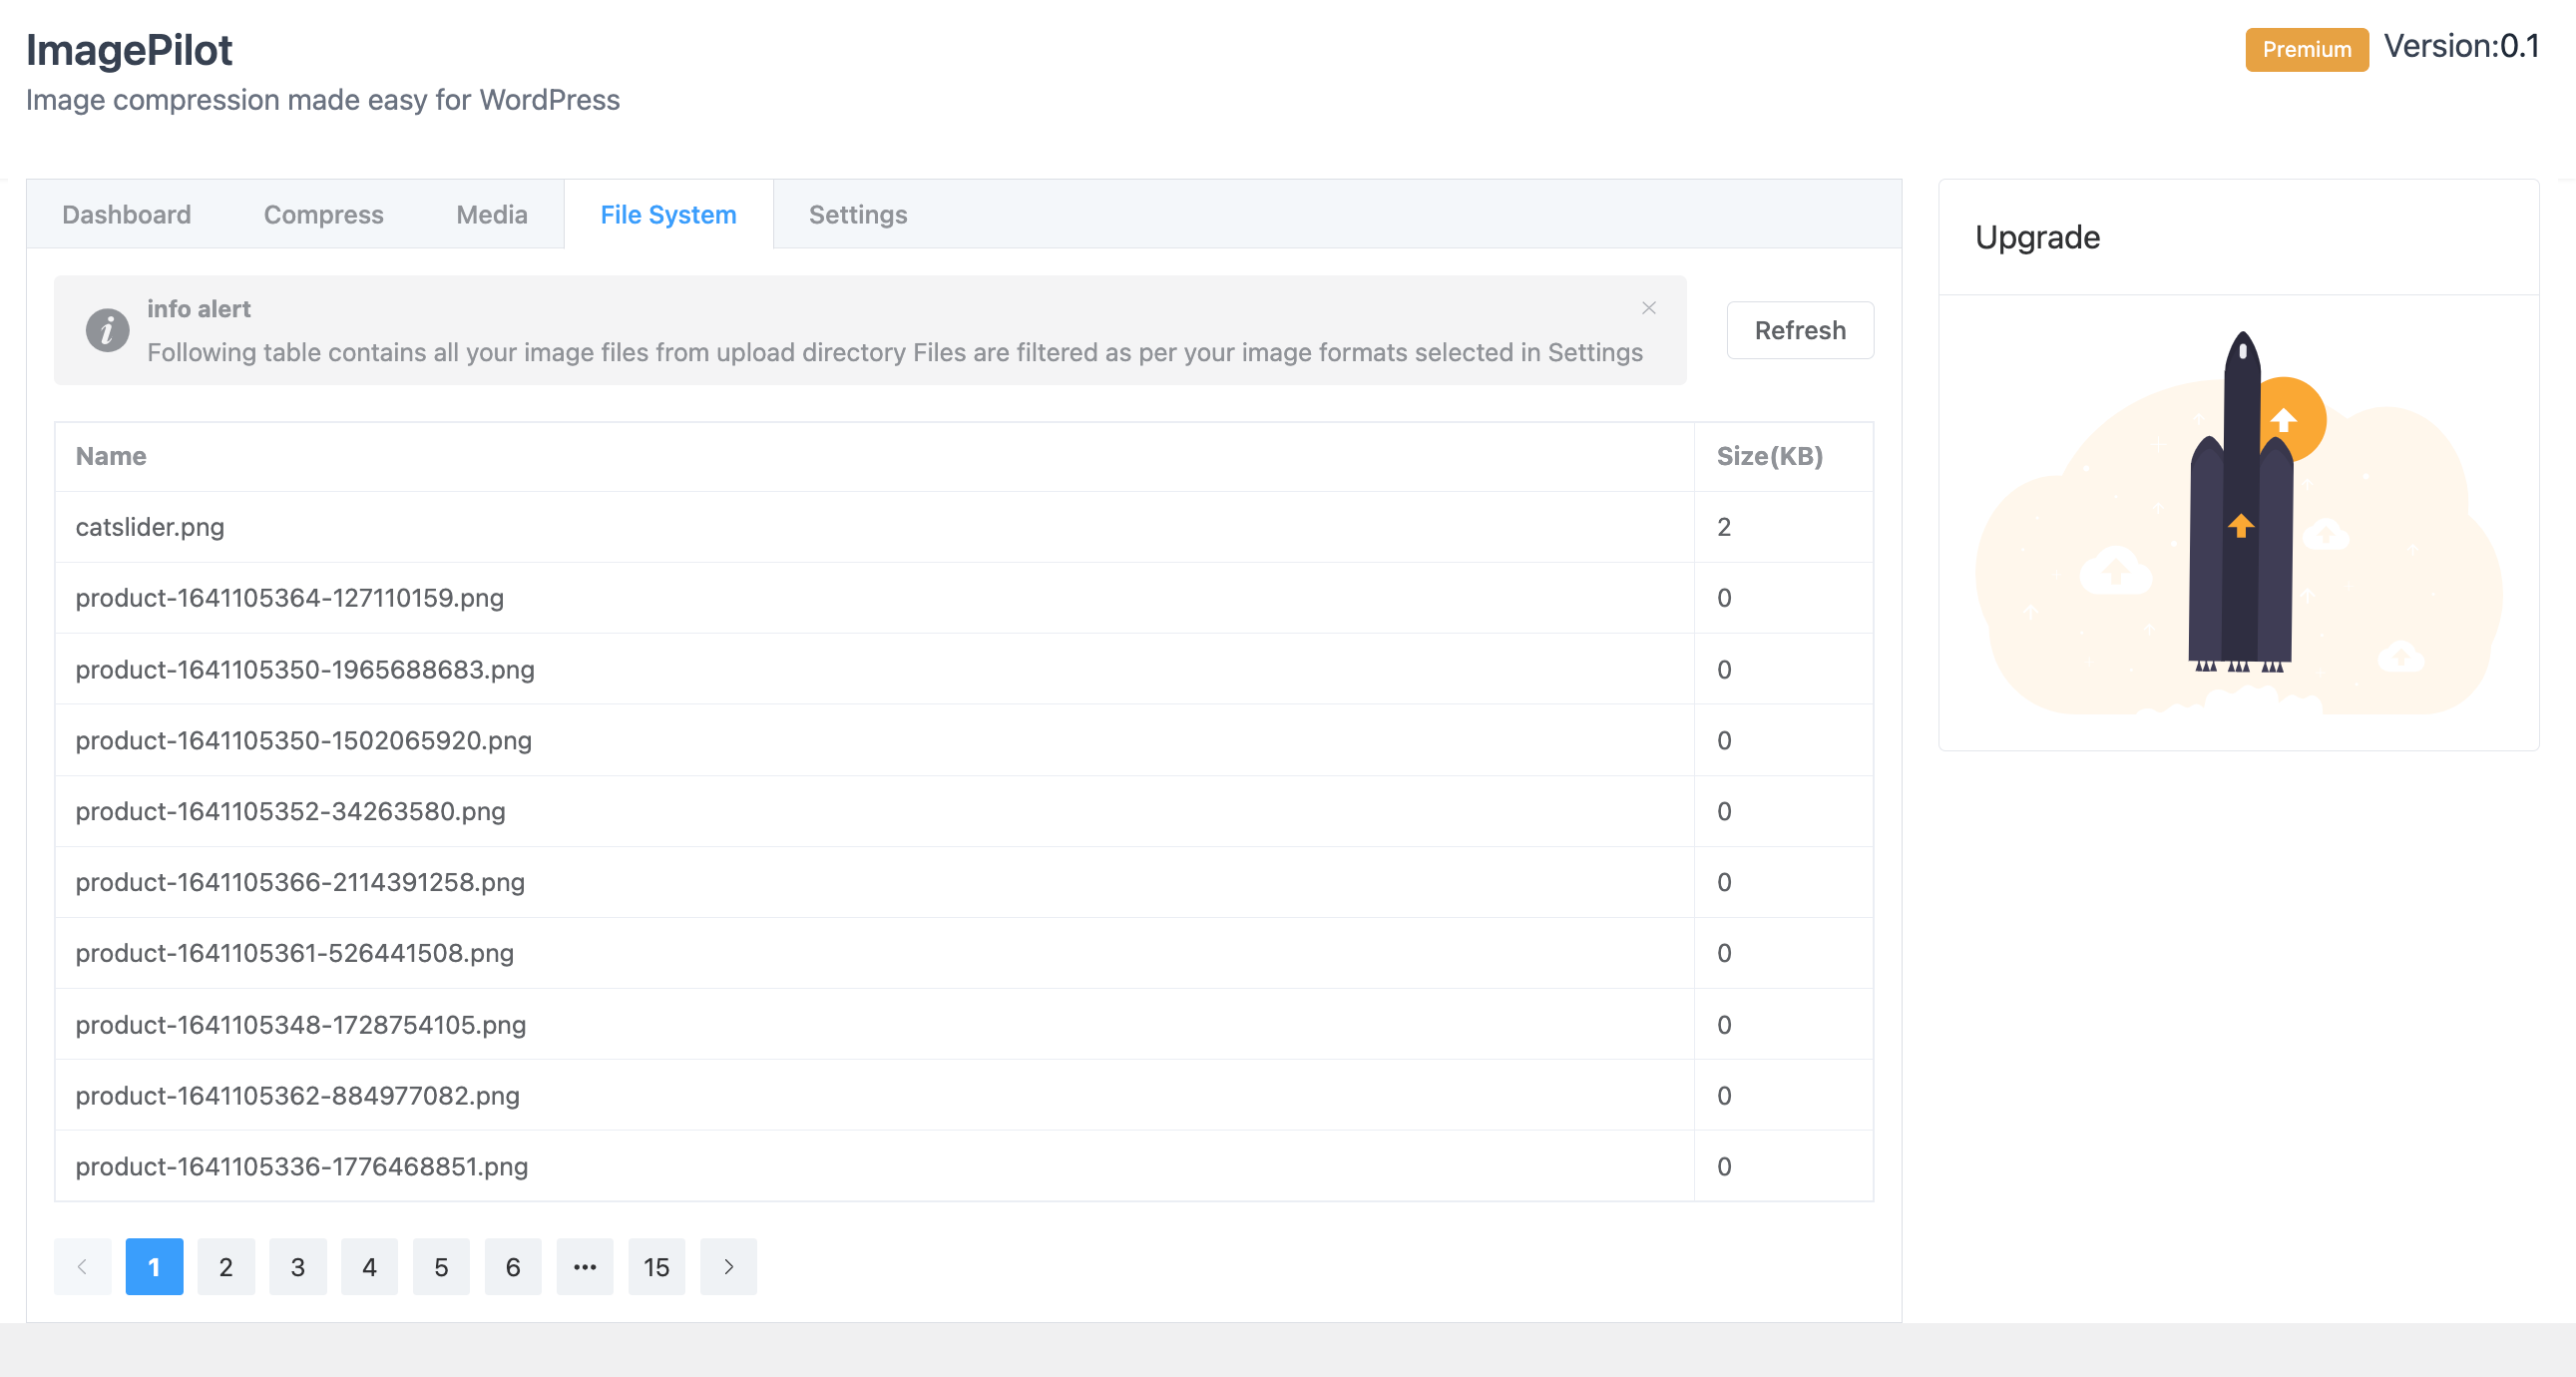 ImagePilot
Premium Version:0.1
Image compression made easy for WordPress
Dashboard Compress Media File System Settings
Upgrade
info alert
Following table contains all your image files from upload directory Files are filtered as per your image formats selected in Settings
Refresh
Name Size(KB)
catslider.png 2
product-1641105364-127110159.png 0
product-1641105350-1965688683.png 0
product-1641105350-1502065920.png 0
product-1641105352-34263580.png 0
product-1641105366-2114391258.png 0
product-1641105361-526441508.png 0
product-1641105348-1728754105.png 0
product-1641105362-884977082.png 0
product-1641105336-1776468851.png 0
1 2 3 4 5 6 ••• 15